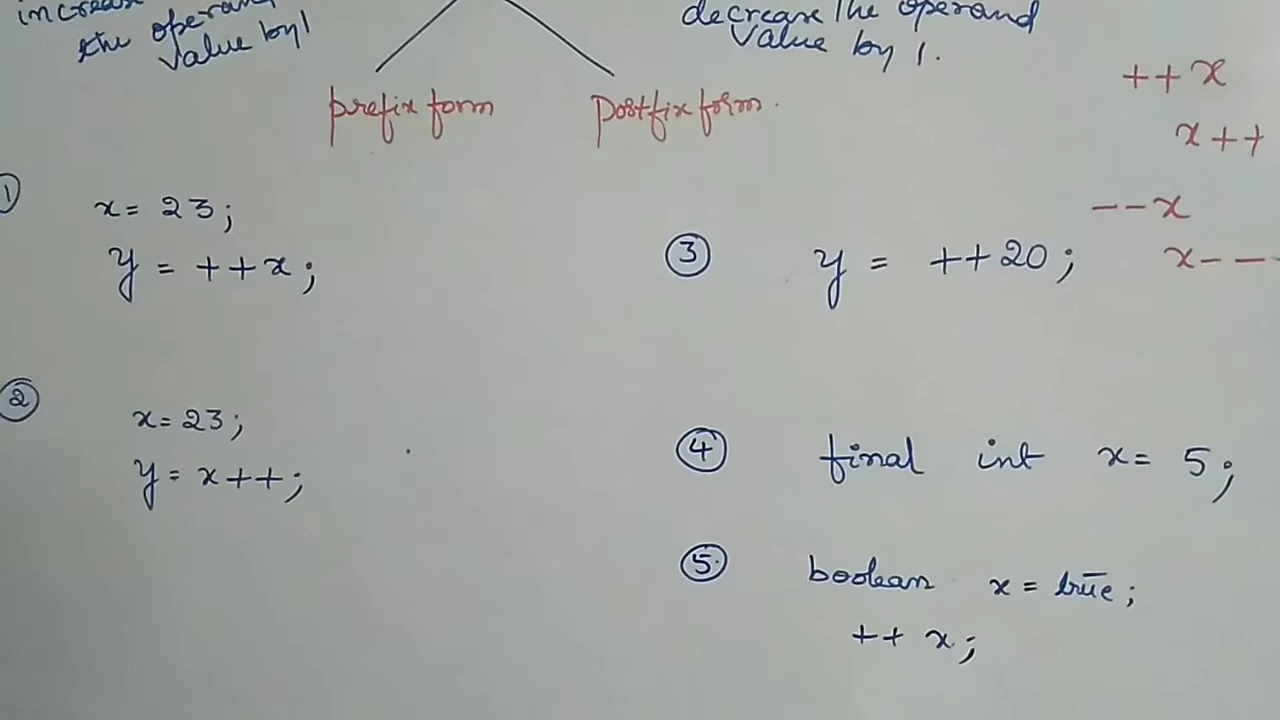 increase
the operand
value by 1
decrease The operand
Value by 1.
prefix form
Postfix form.
++x
x++
--x
x--
①
x= 23;
y = ++x;
②
x=23;
y= x++;
③ y = ++20;
④ final int x= 5;
⑤ boolean x = true;
++ x;